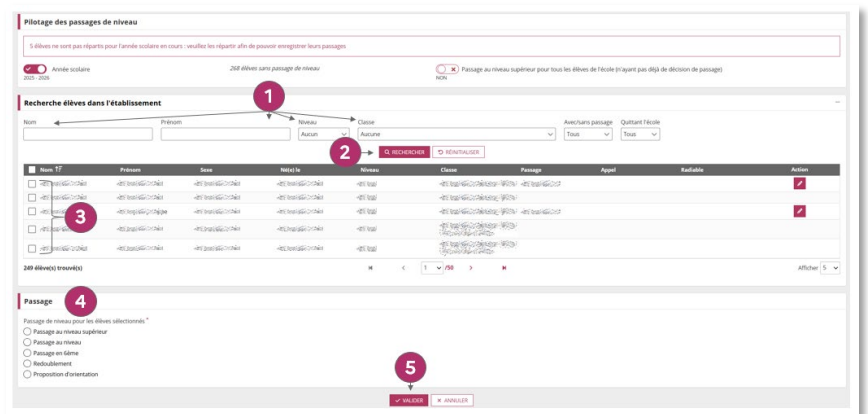 Pilotage des passages de niveau
5 élèves ne sont pas répartis pour l'année scolaire en cours : veuillez les répartir afin de pouvoir enregistrer leurs passages
Année scolaire
2025 - 2026
268 élèves sans passage de niveau
Passage au niveau supérieur pour tous les élèves de l'école (n'ayant pas déjà de décision de passage)
NON
1
Recherche élèves dans l'établissement
Nom Prénom Niveau Classe Avec/sans passage Quittant l'école
Aucun Aucune Tous Tous
2 RECHERCHER RÉINITIALISER
Nom Prénom Sexe Né(e) le Niveau Classe Passage Appel Radiable Action
3
249 élève(s) trouvé(s) 1 /50 Afficher 5
Passage 4
Passage de niveau pour les élèves sélectionnés *
Passage au niveau supérieur
Passage au niveau
Passage en 6ème
Redoublement
Proposition d'orientation
5
VALIDER ANNULER